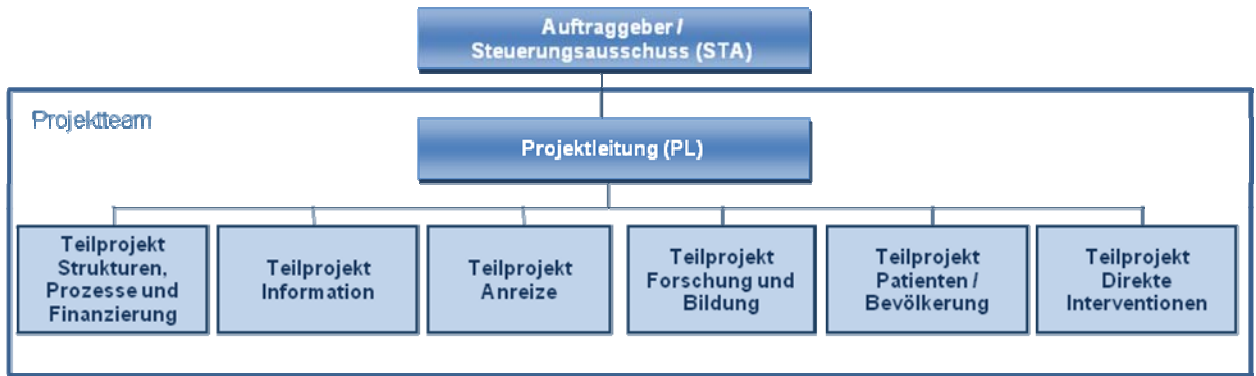 Auftraggeber /
Steuerungsausschuss (STA)
Projektteam
Projektleitung (PL)
Teilprojekt
Strukturen,
Prozesse und
Finanzierung
Teilprojekt
Information
Teilprojekt
Anreize
Teilprojekt
Forschung und
Bildung
Teilprojekt
Patienten /
Bevölkerung
Teilprojekt
Direkte
Interventionen